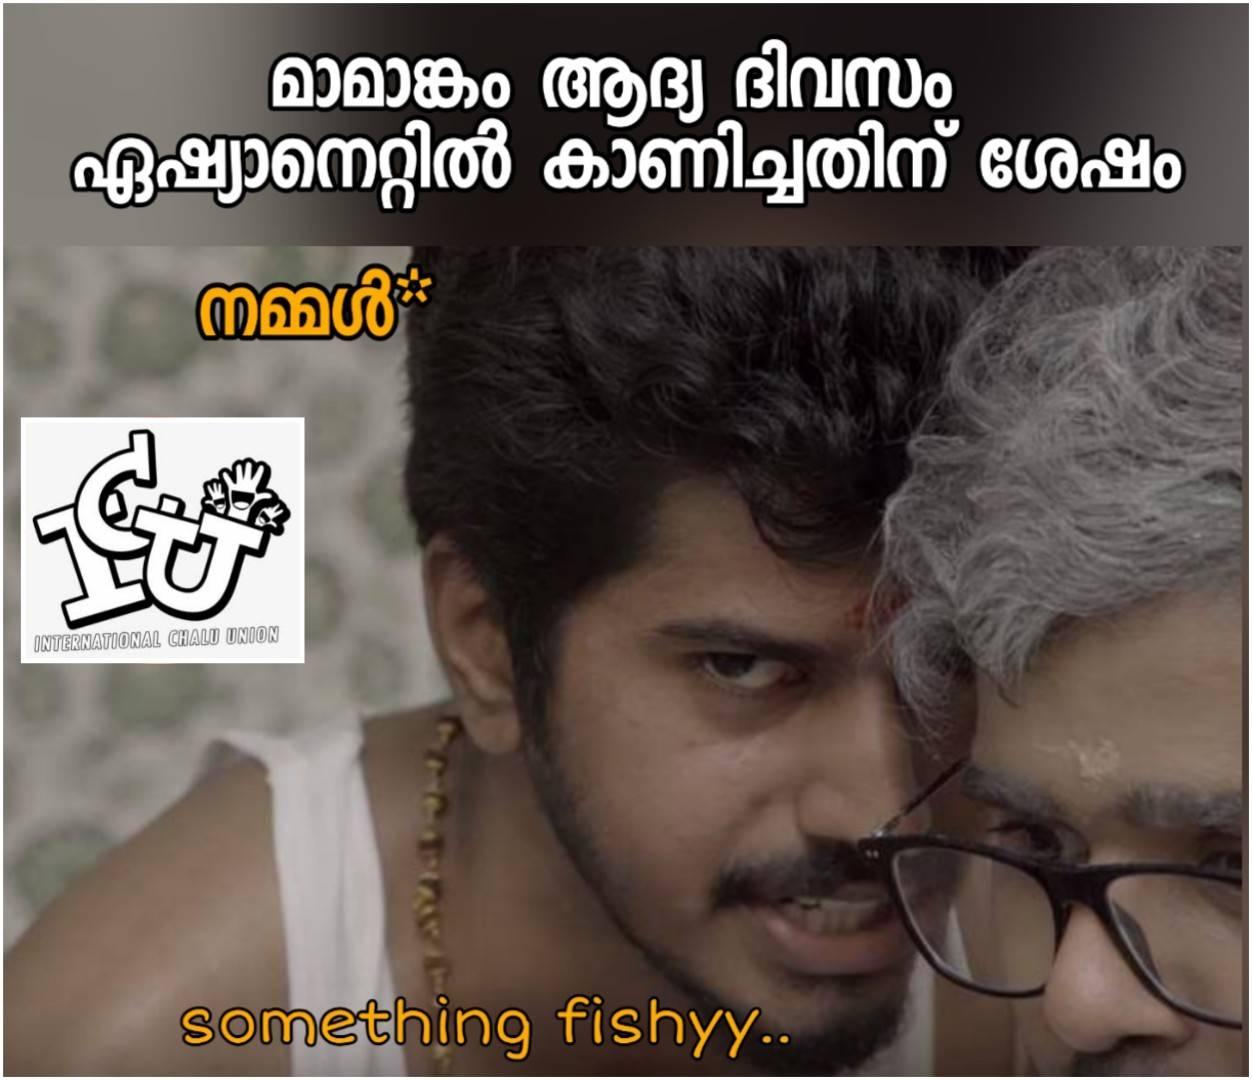 മാമാങ്കം ആദ്യ ദിവസം
ഏഷ്യാനെറ്റിൽ കാണിച്ചതിന് ശേഷം
നമ്മൾ*
ICU
INTERNATIONAL CHALU UNION
something fishyy..